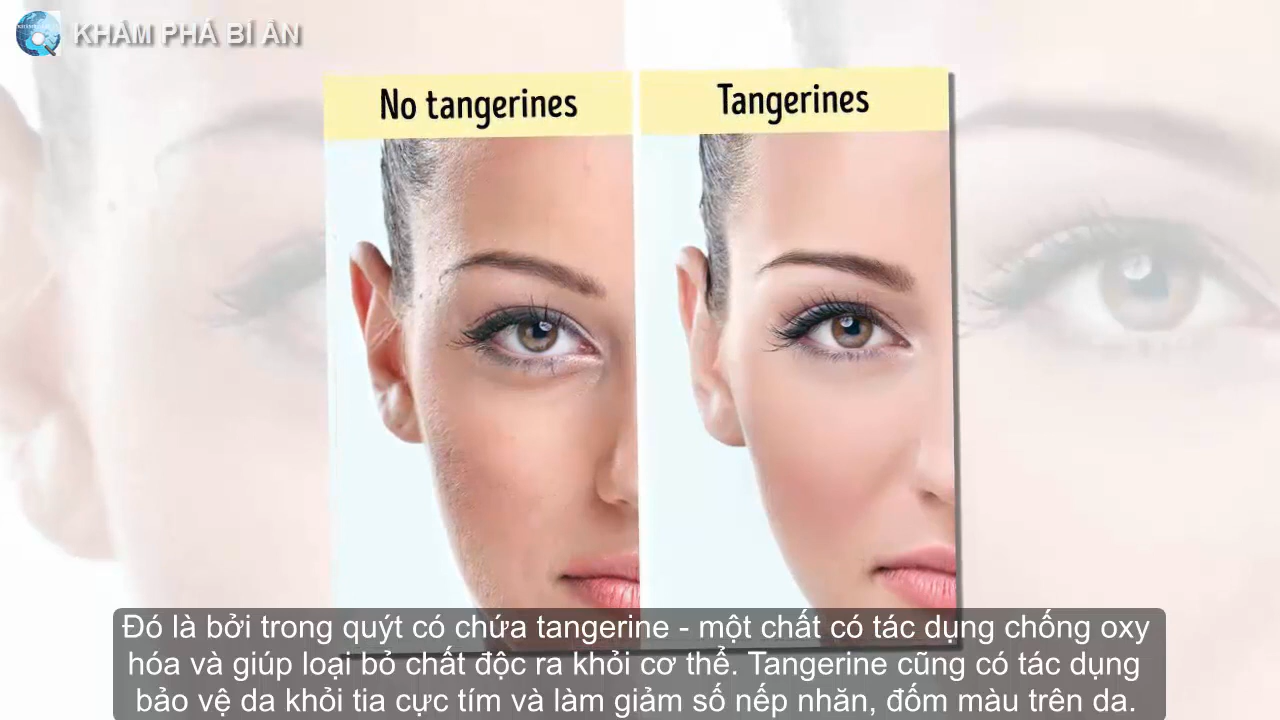 KHÁM PHÁ BÍ ẨN
No tangerines
Tangerines
Đó là bởi trong quýt có chứa tangerine - một chất có tác dụng chống oxy
hóa và giúp loại bỏ chất độc ra khỏi cơ thể. Tangerine cũng có tác dụng
bảo vệ da khỏi tia cực tím và làm giảm số nếp nhăn, đốm màu trên da.